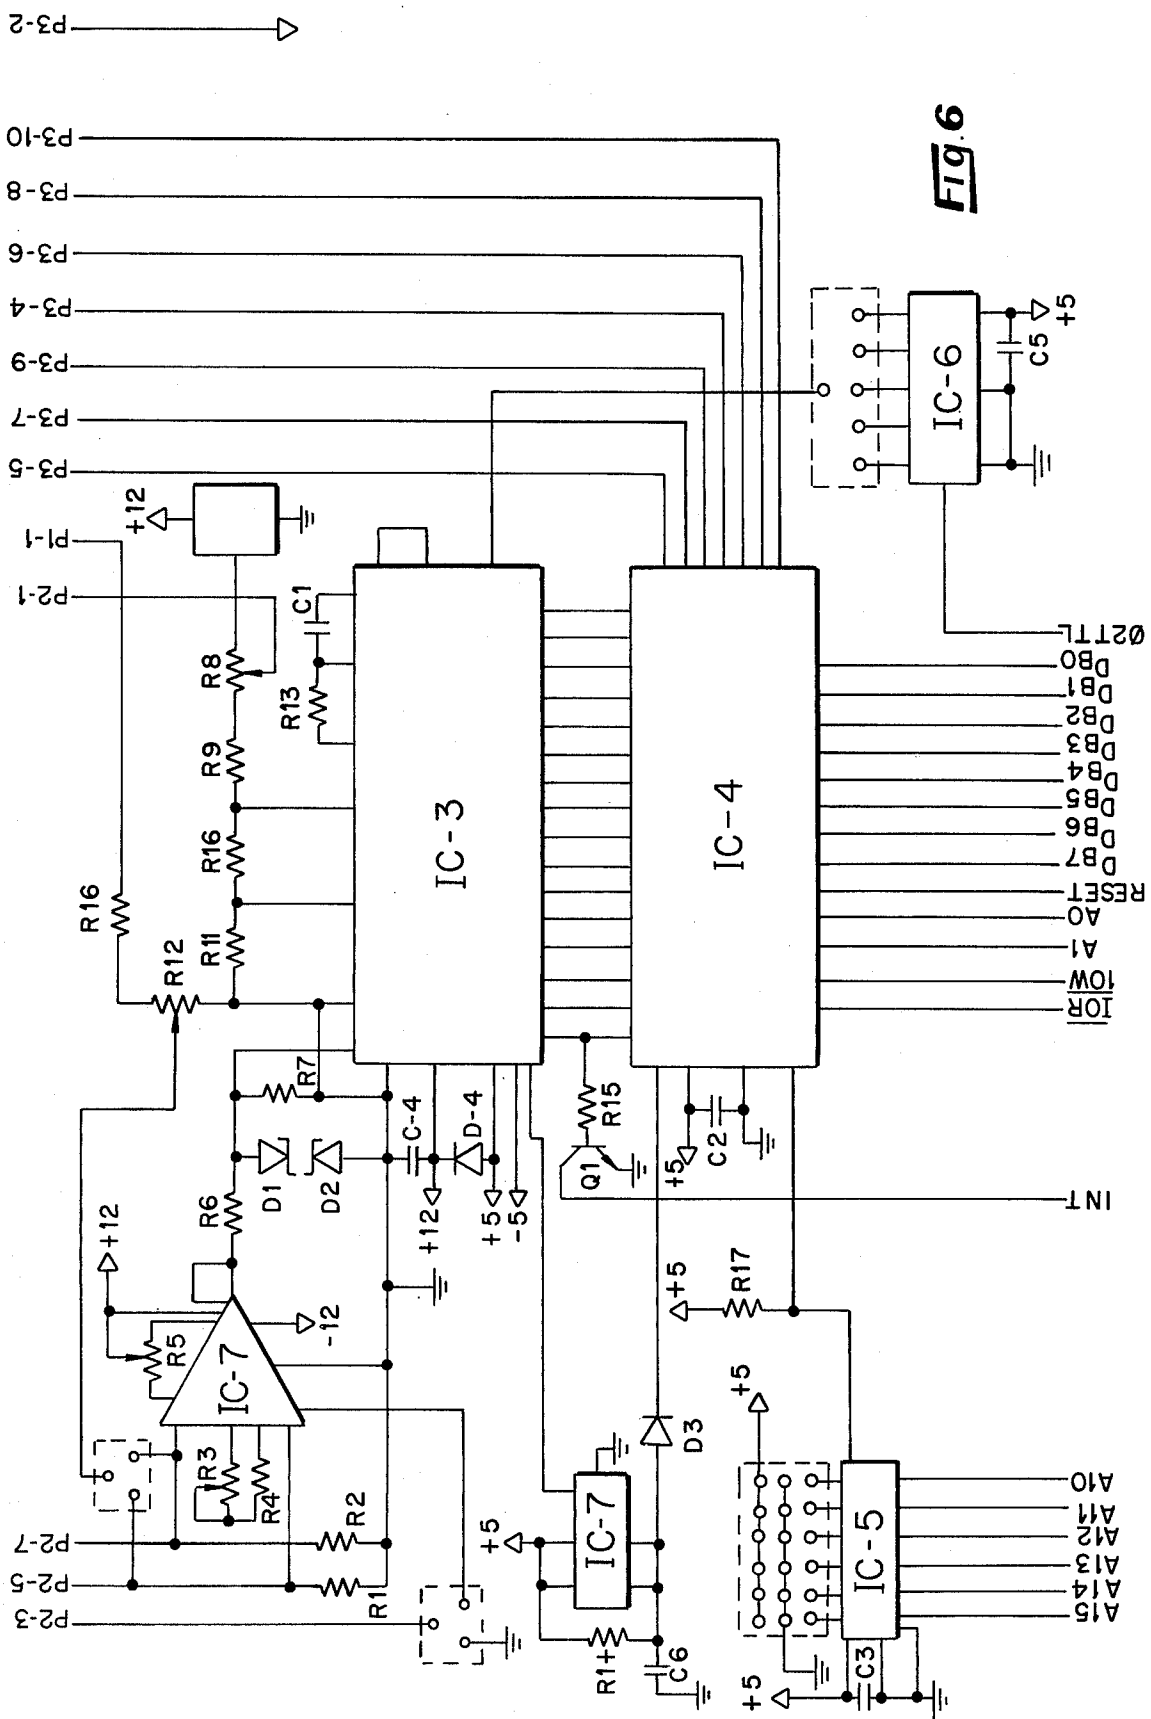 P3-2
P3-10
P3-8
P3-6
P3-4
P3-9
P3-7
P3-5
P1-1
P2-1
P2-7
P2-5
P2-3
Fig. 6
+12
R8
R9
R16
R11
R16
R12
R13
C1
IC-3
IC-4
IC-6
C5
+5
R7
R6
D1
D2
C-4
D-4
+12
+5
-5
+12
R5
IC-7
-12
R3
R4
R2
R1
R15
Q1
+5
C2
INT
+5
R17
+5
IC-7
D3
R1+
C6
+5
IC-5
+5
C3
Ø2TTL
DB0
DB1
DB2
DB3
DB4
DB5
DB6
DB7
RESET
A0
A1
IOW
IOR
A10
A11
A12
A13
A14
A15